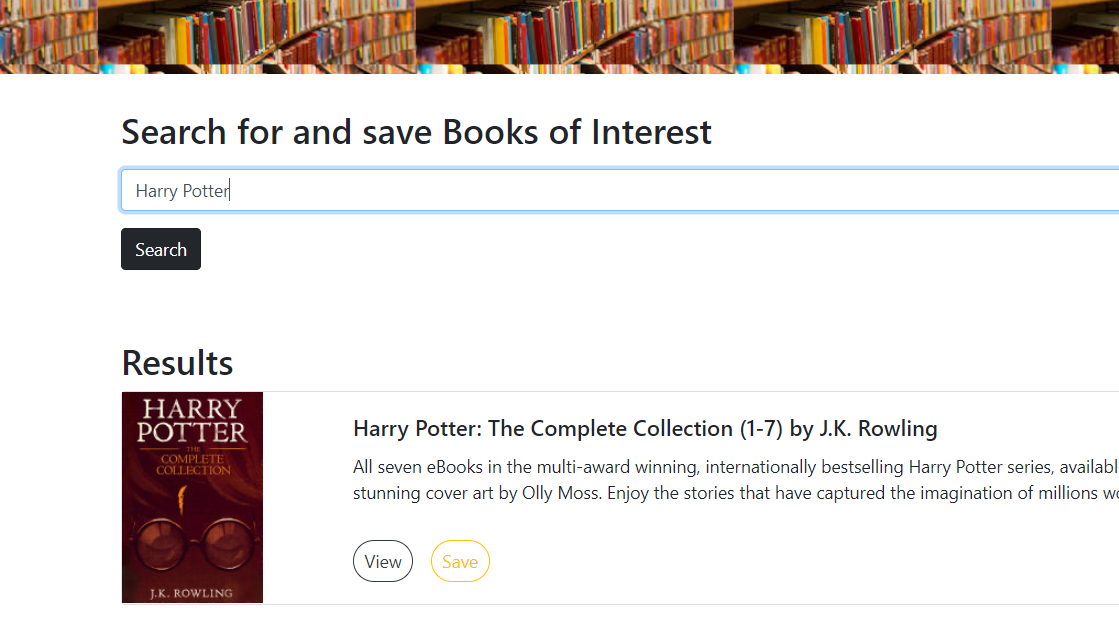 Search for and save Books of Interest
Harry Potter
Search
Results
HARRY
POTTER
THE
COMPLETE
COLLECTION
J.K. ROWLING
Harry Potter: The Complete Collection (1-7) by J.K. Rowling
All seven eBooks in the multi-award winning, internationally bestselling Harry Potter series, availabl
stunning cover art by Olly Moss. Enjoy the stories that have captured the imagination of millions wo
View
Save